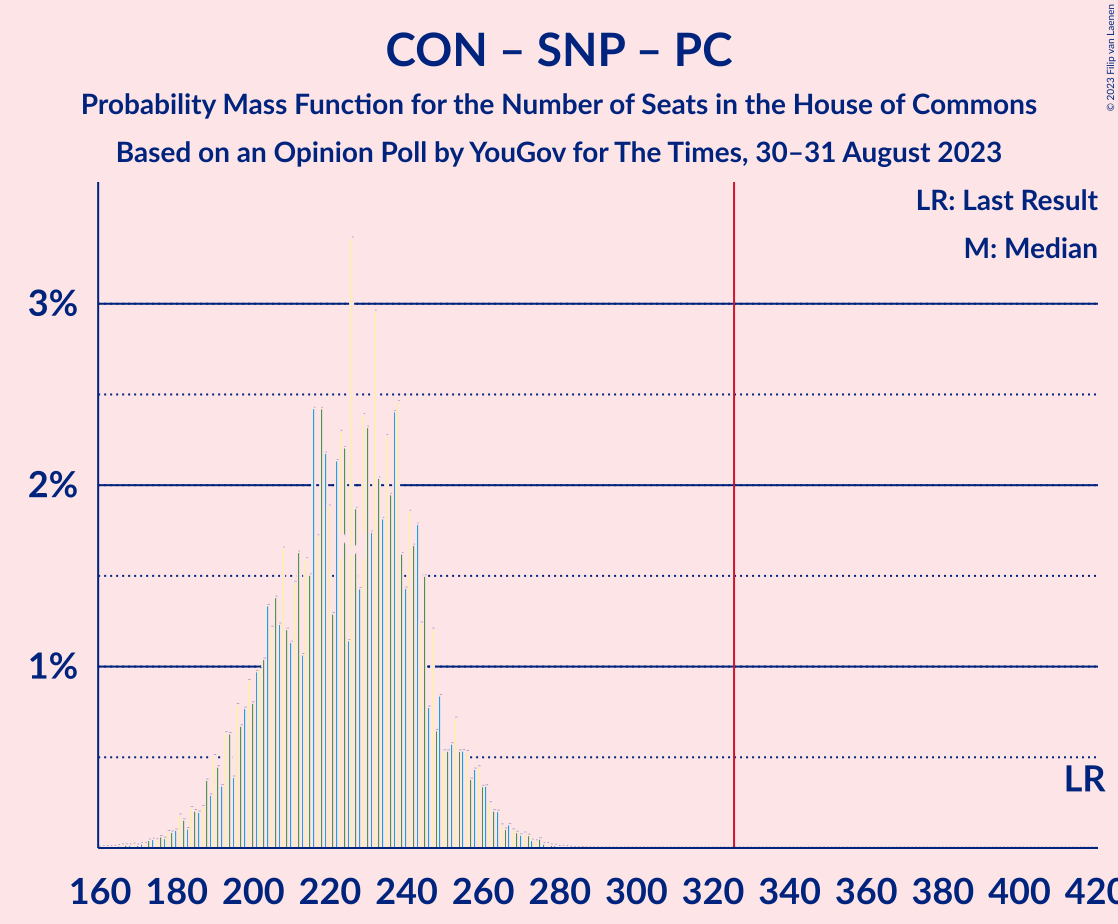 CON – SNP – PC
Probability Mass Function for the Number of Seats in the House of Commons
Based on an Opinion Poll by YouGov for The Times, 30–31 August 2023
© 2023 Filip van Laenen
LR: Last Result
M: Median
3%
2%
1%
LR
160 180 200 220 240 260 280 300 320 340 360 380 400 420